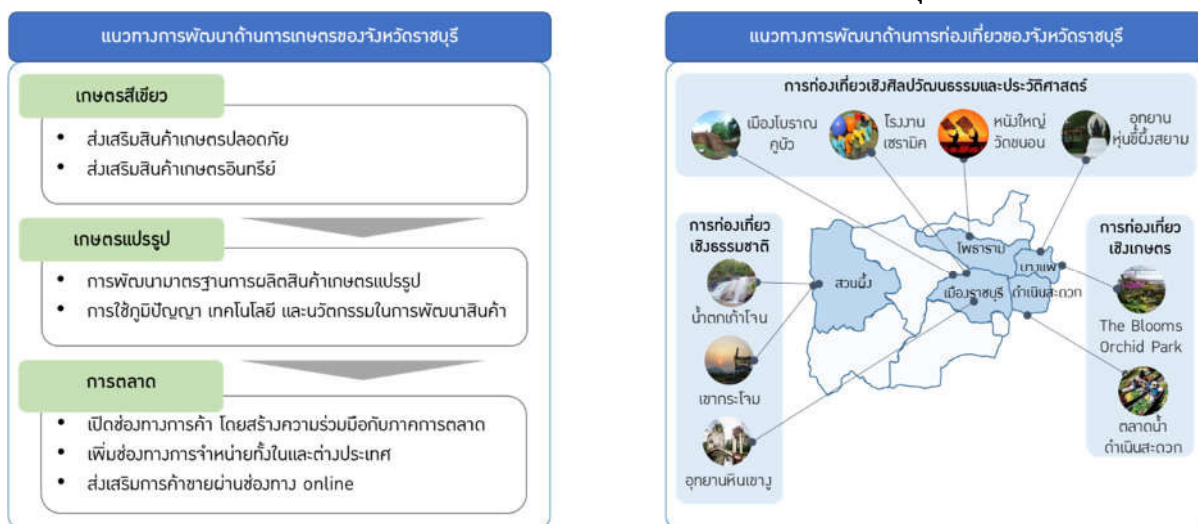 แนวทางการพัฒนาด้านการเกษตรของจังหวัดราชบุรี
เกษตรสีเขียว
• ส่งเสริมสินค้าเกษตรปลอดภัย
• ส่งเสริมสินค้าเกษตรอินทรีย์
เกษตรแปรรูป
• การพัฒนามาตรฐานการผลิตสินค้าเกษตรแปรรูป
• การใช้ภูมิปัญญา เทคโนโลยี และนวัตกรรมในการพัฒนาสินค้า
การตลาด
• เปิดช่องทางการค้า โดยสร้างความร่วมมือกับภาคการตลาด
• เพิ่มช่องทางการจำหน่ายทั้งในและต่างประเทศ
• ส่งเสริมการค้าขายผ่านช่องทาง online
แนวทางการพัฒนาด้านการท่องเที่ยวของจังหวัดราชบุรี
การท่องเที่ยวเชิงศิลปวัฒนธรรมและประวัติศาสตร์
เมืองโบราณ
คูบัว
โรงงาน
เซรามิค
หนังใหญ่
วัดขนอน
อุทยาน
หุ่นขี้ผึ้งสยาม
การท่องเที่ยว
เชิงธรรมชาติ
น้ำตกเก้าโจน
เขากระโจม
อุทยานหินเขางู
สวนผึ้ง
โพธาราม
บางแพ
เมืองราชบุรี
ดำเนินสะดวก
การท่องเที่ยว
เชิงเกษตร
The Blooms
Orchid Park
ตลาดน้ำ
ดำเนินสะดวก